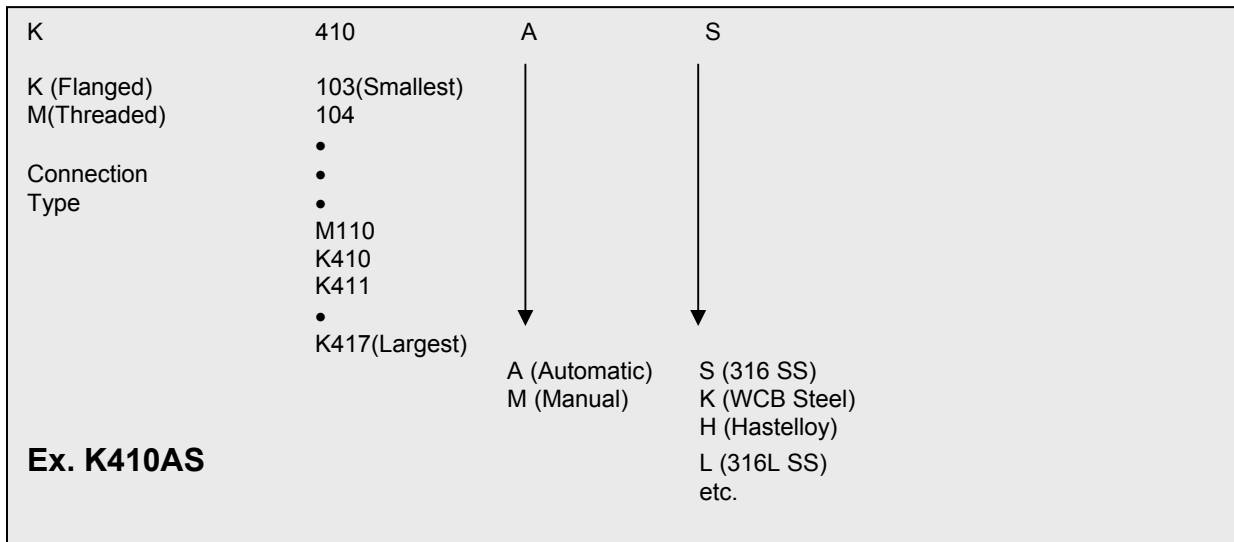 K 410 A S
K (Flanged) 103(Smallest)
M(Threaded) 104
•
Connection •
Type •
M110
K410
K411
•
K417(Largest)
A (Automatic) S (316 SS)
M (Manual) K (WCB Steel)
H (Hastelloy)
Ex. K410AS L (316L SS)
etc.